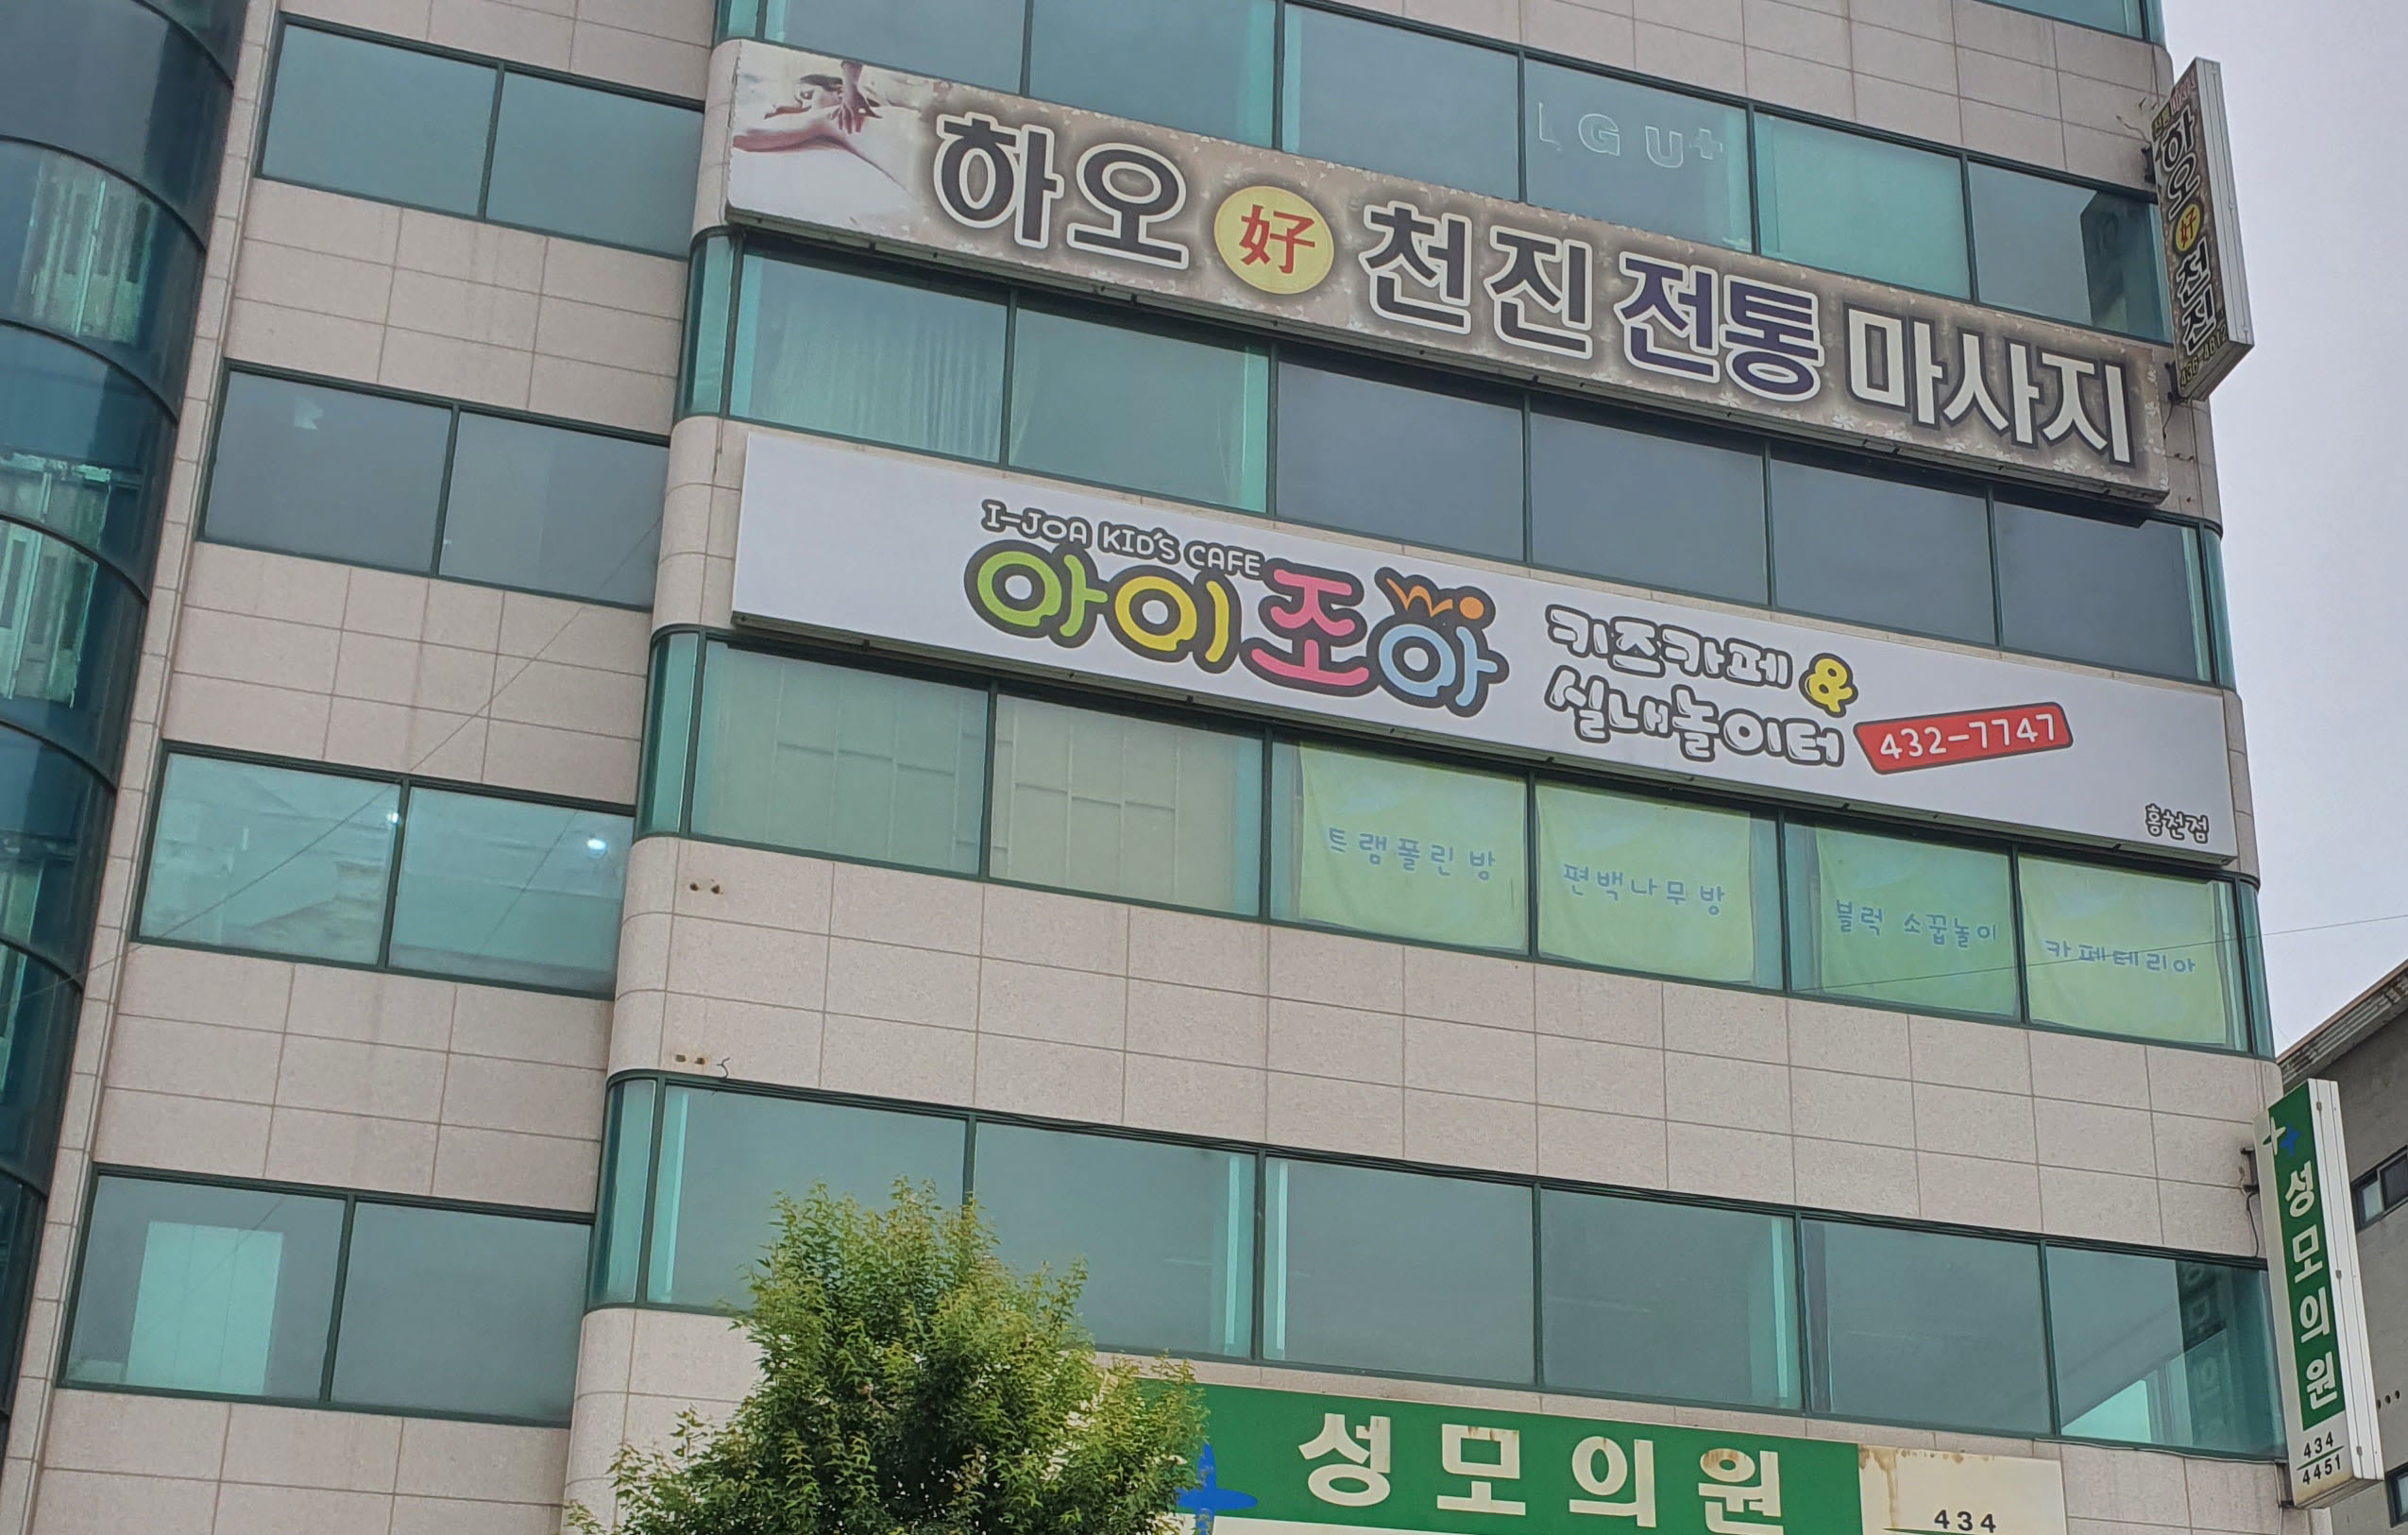 LGU+
하오 好 천진 전통 마사지
하오 好 천진
I-JOA KID'S CAFE
아이조아
키즈카페 &
실내놀이터
432-7747
홍천점
트램폴린방
편백나무방
블럭 소꿉놀이
카페테리아
성모의원
434
4451
성모의원
434